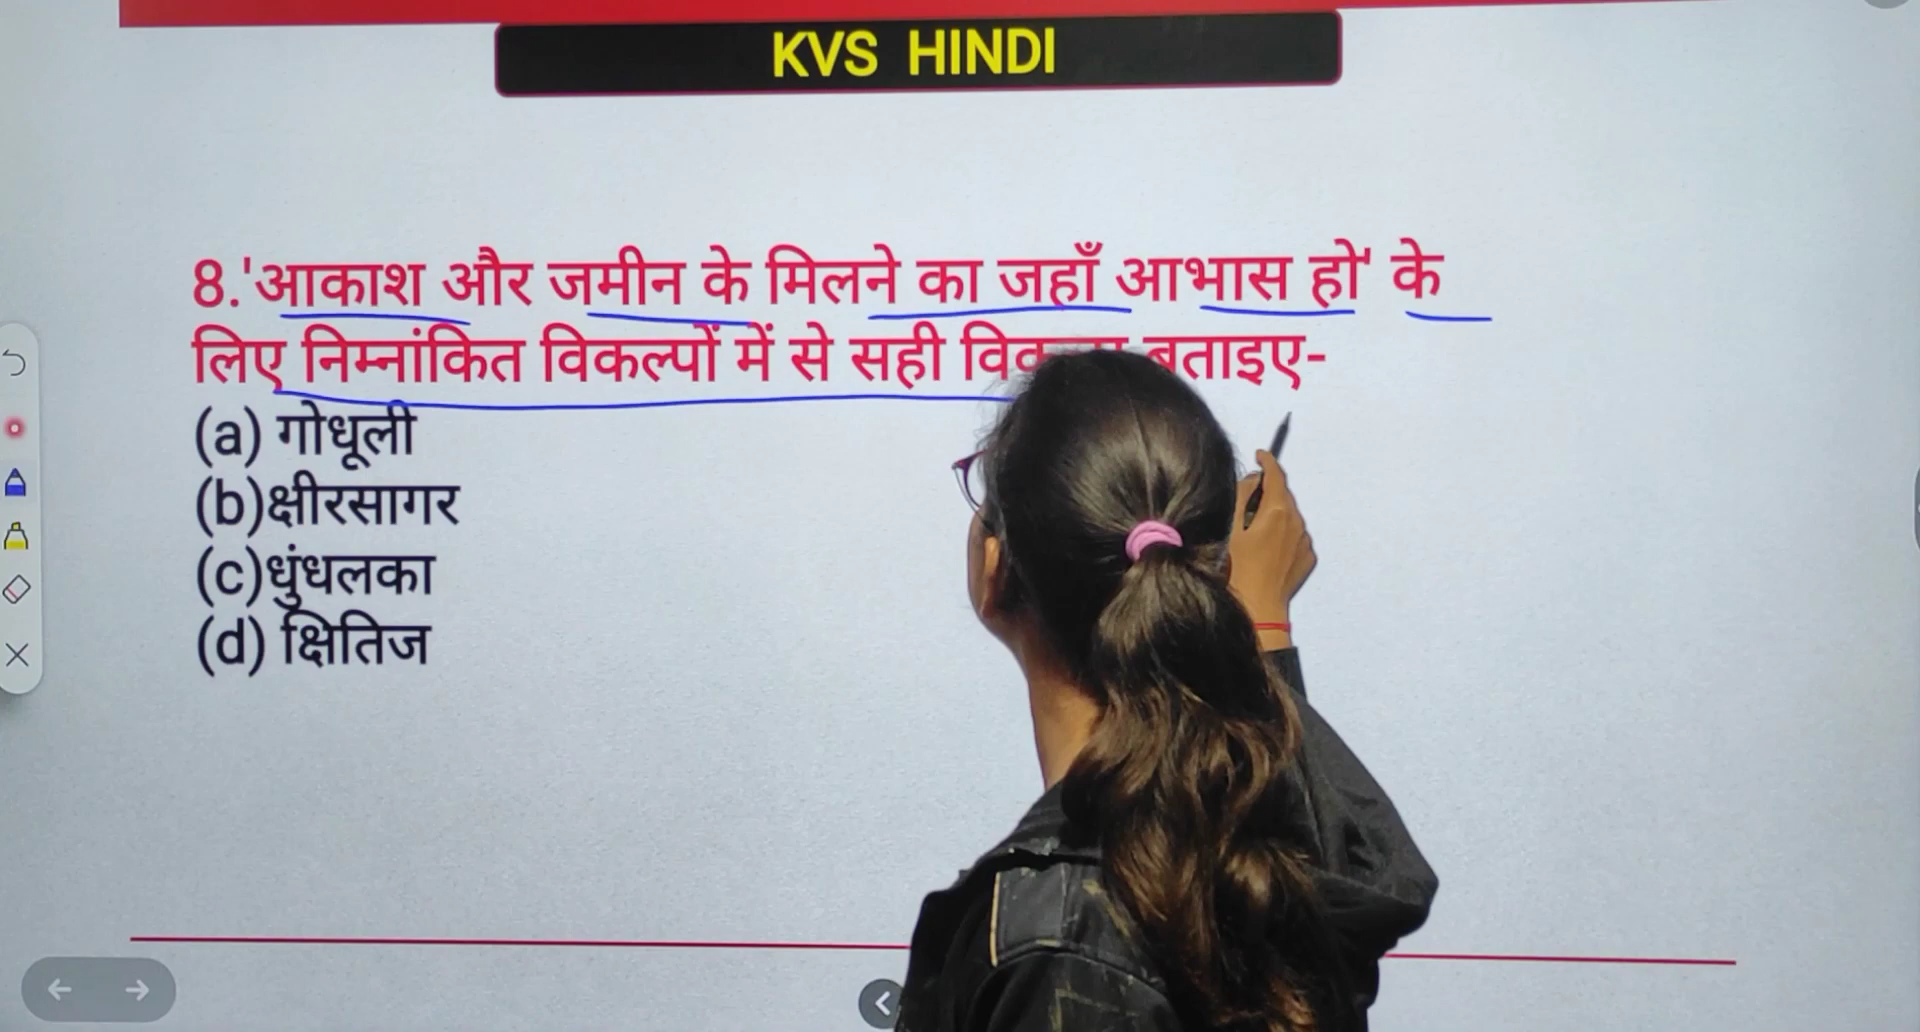 KVS HINDI
8.'आकाश और जमीन के मिलने का जहाँ आभास हो' के
लिए निम्नांकित विकल्पों में से सही बताइए-
(a) गोधूली
(b)क्षीरसागर
(c)धुंधलका
(d) क्षितिज